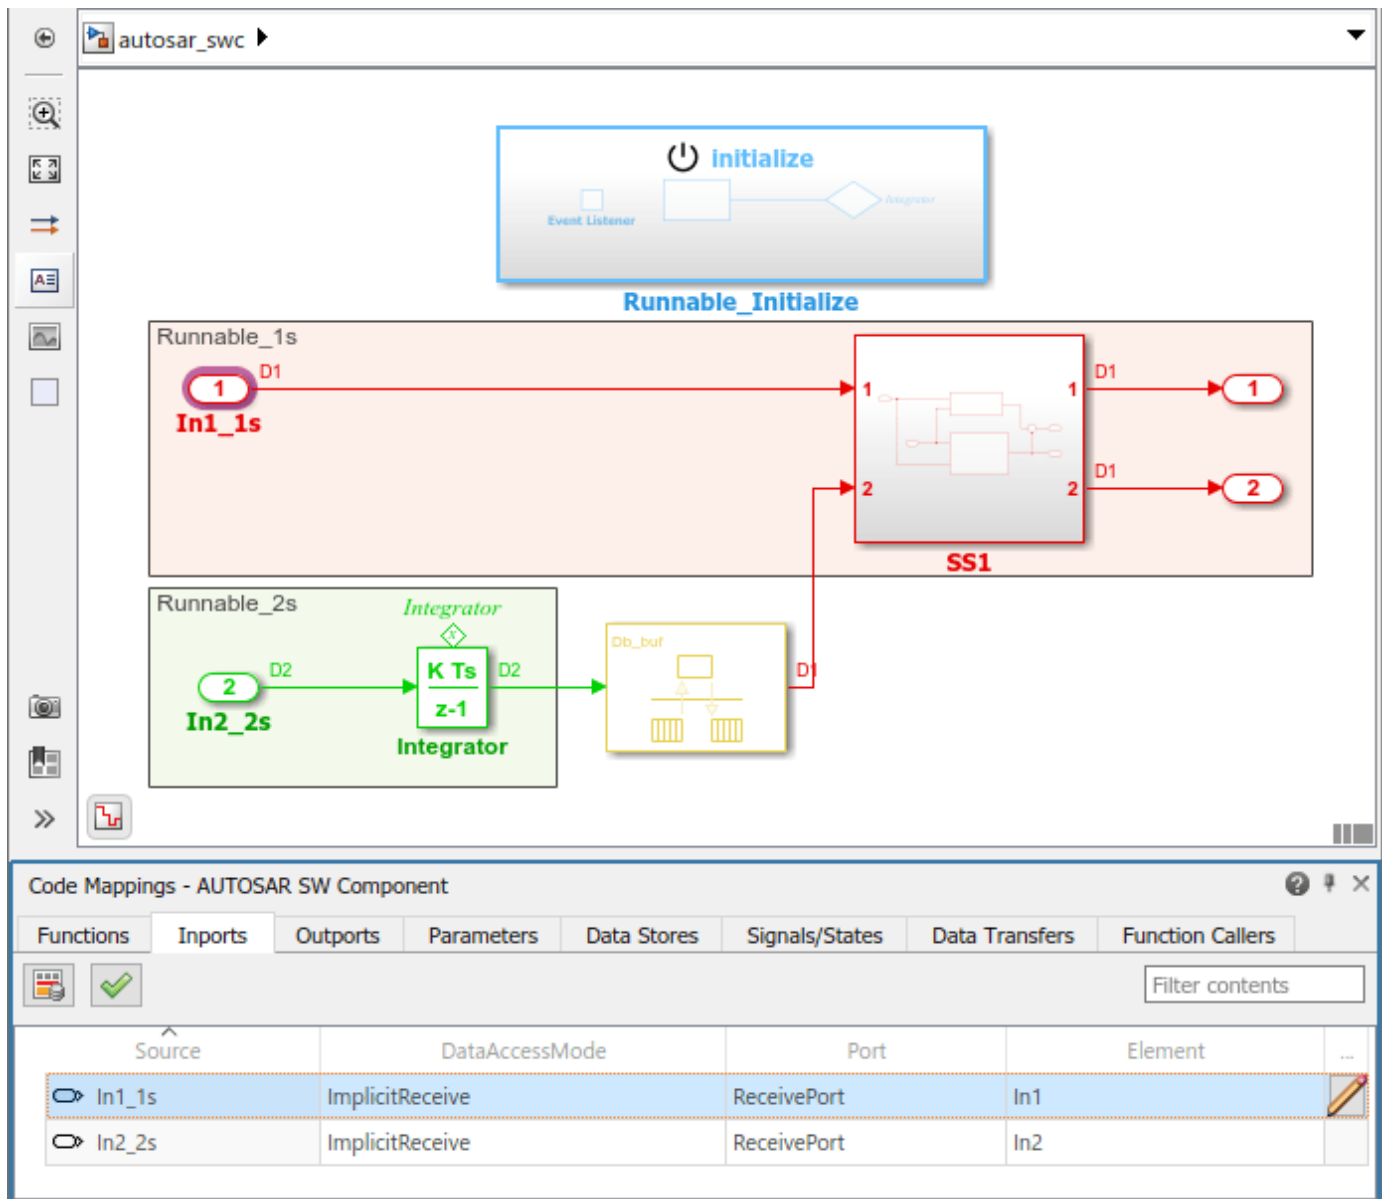 autosar_swc
initialize
Event Listener
Integrator
Runnable_Initialize
Runnable_1s
1
D1
In1_1s
1
2
1
2
D1
1
D1
2
SS1
Runnable_2s
2
D2
In2_2s
Integrator
x
K Ts
z-1
Integrator
D2
Db_buf
D1
Code Mappings - AUTOSAR SW Component
Functions Inports Outports Parameters Data Stores Signals/States Data Transfers Function Callers
Filter contents
Source DataAccessMode Port Element ...
In1_1s ImplicitReceive ReceivePort In1
In2_2s ImplicitReceive ReceivePort In2